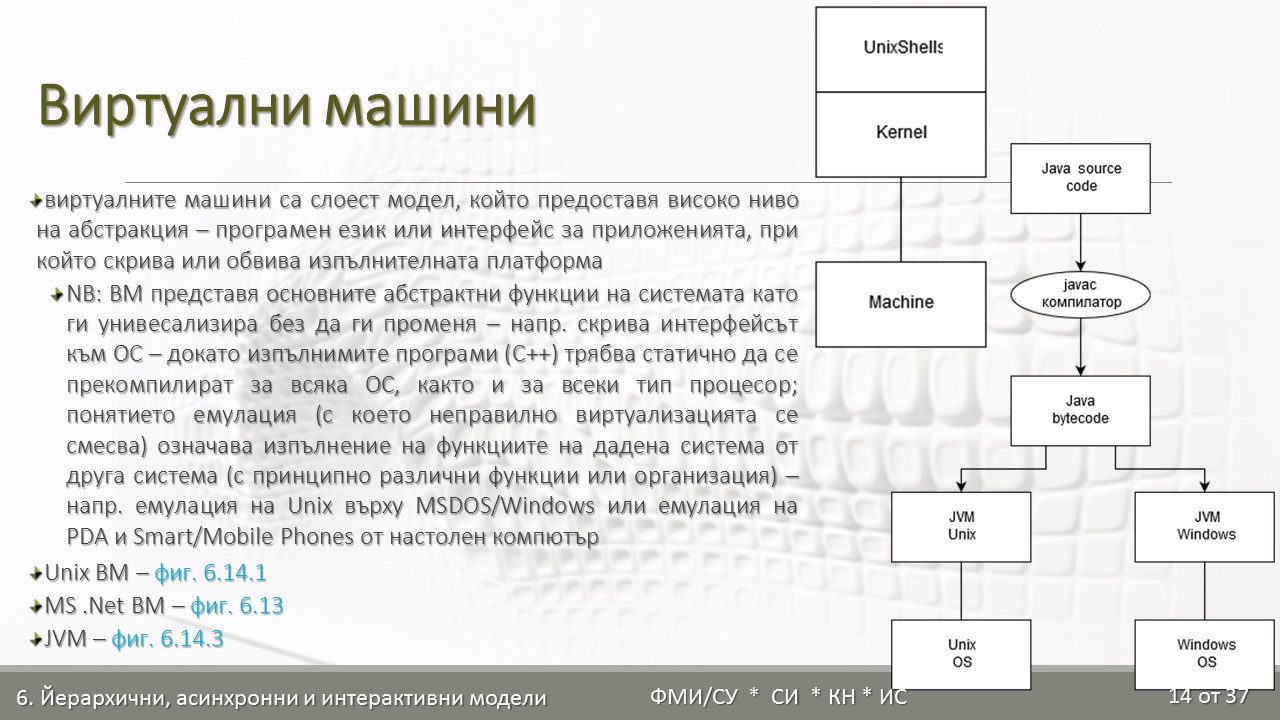 Виртуални машини
виртуалните машини са слоест модел, който предоставя високо ниво
на абстракция – програмен език или интерфейс за приложенията, при
който скрива или обвива изпълнителната платформа
NB: ВМ представя основните абстрактни функции на системата като
ги унивесализира без да ги променя – напр. скрива интерфейсът
към ОС – докато изпълнимите програми (С++) трябва статично да се
прекомпилират за всяка ОС, както и за всеки тип процесор;
понятието емулация (с което неправилно виртуализацията се
смесва) означава изпълнение на функциите на дадена система от
друга система (с принципно различни функции или организация) –
напр. емулация на Unix върху MSDOS/Windows или емулация на
PDA и Smart/Mobile Phones от настолен компютър
Unix ВМ – фиг. 6.14.1
MS .Net ВМ – фиг. 6.13
JVM – фиг. 6.14.3
UnixShells
Kernel
Machine
Java source
code
javac
компилатор
Java
bytecode
JVM
Unix
JVM
Windows
Unix
OS
Windows
OS
6. Йерархични, асинхронни и интерактивни модели
ФМИ/СУ * СИ * КН * ИС
14 от 37